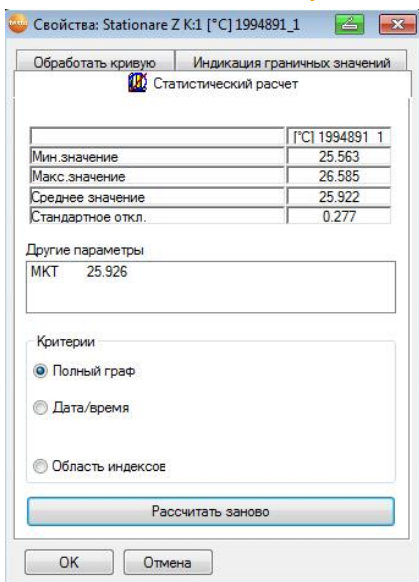 Свойства: Stationare Z K:1 [°C] 1994891_1
Обработать кривую Индикация граничных значений
Статистический расчет
[°C] 1994891 1
Мин.значение 25.563
Макс.значение 26.585
Среднее значение 25.922
Стандартное откл. 0.277
Другие параметры
МКТ 25.926
Критерии
Полный граф
Дата/время
Область индексов
Рассчитать заново
OK Отмена